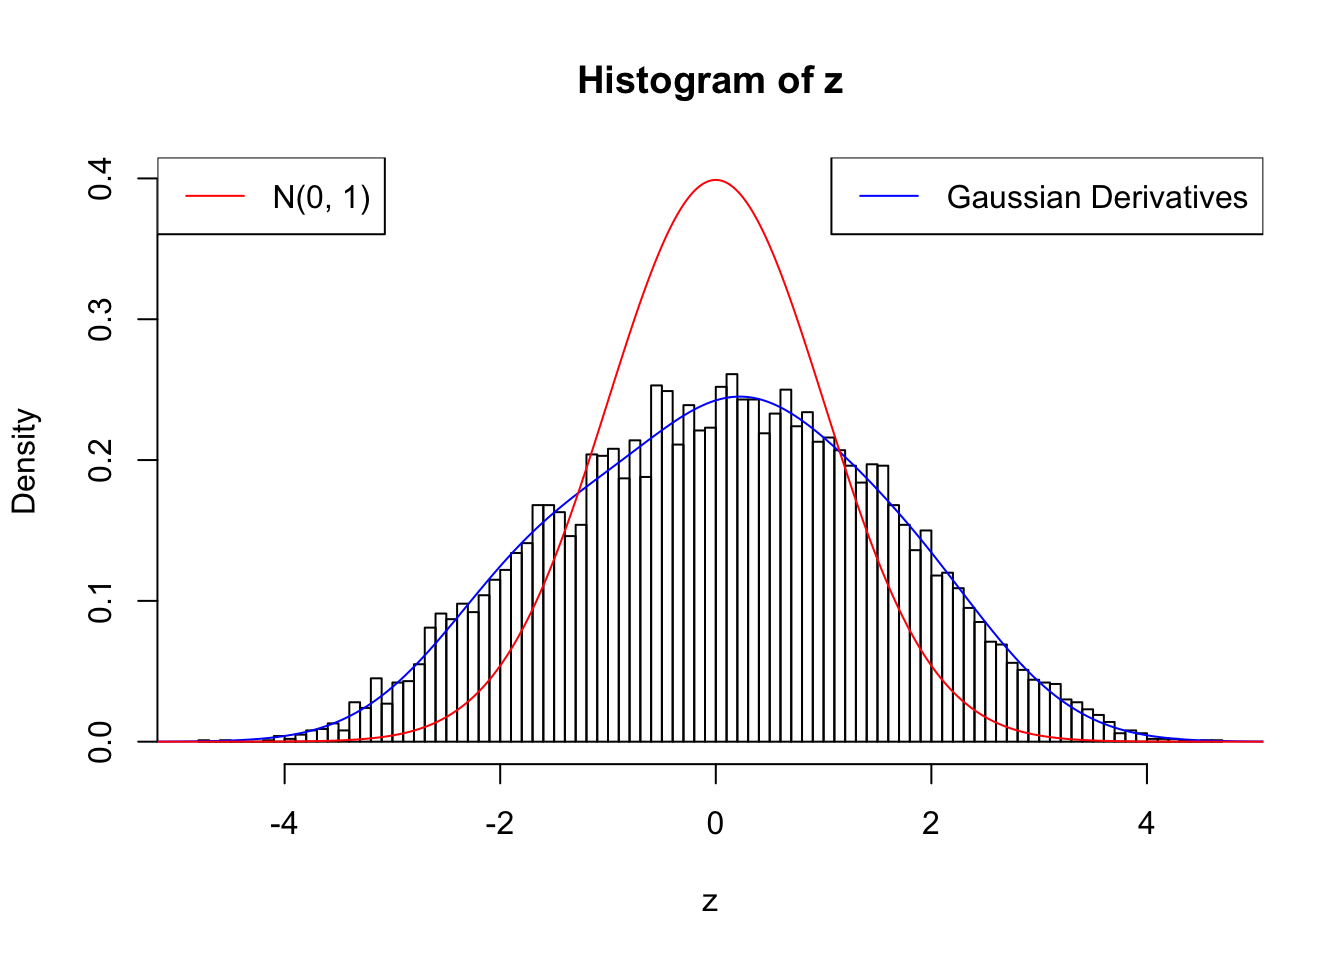 Histogram of z
N(0, 1)
Gaussian Derivatives
Density
0.4
0.3
0.2
0.1
0.0
-4 -2 0 2 4
z